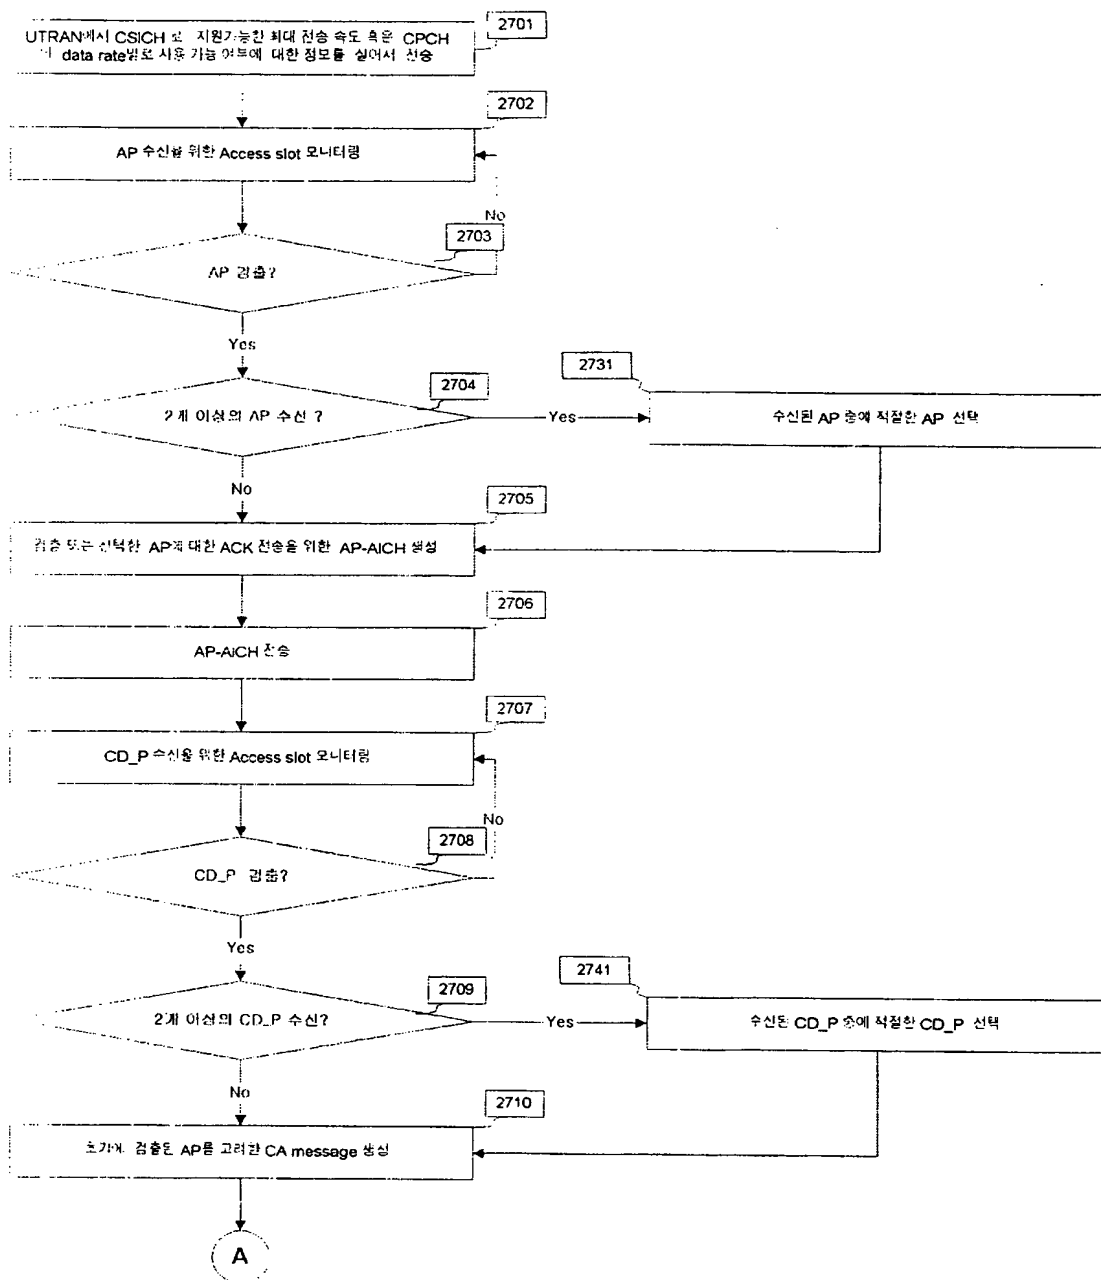 2701
UTRAN에서 CSICH 로 지원가능한 최대 전송 속도 혹은 CPCH
의 data rate별로 사용 가능 여부에 대한 정보를 실어서 전송
2702
AP 수신을 위한 Access slot 모니터링
No
2703
AP 검출?
Yes
2704
2개 이상의 AP 수신 ?
Yes
2731
수신된 AP 중에 적절한 AP 선택
No
2705
검출 또는 선택한 AP에 대한 ACK 전송을 위한 AP-AICH 생성
2706
AP-AICH 전송
2707
CD_P 수신을 위한 Access slot 모니터링
No
2708
CD_P 검출?
Yes
2709
2개 이상의 CD_P 수신?
Yes
2741
수신된 CD_P 중에 적절한 CD_P 선택
No
2710
초기에 검출된 AP를 고려한 CA message 생성
A